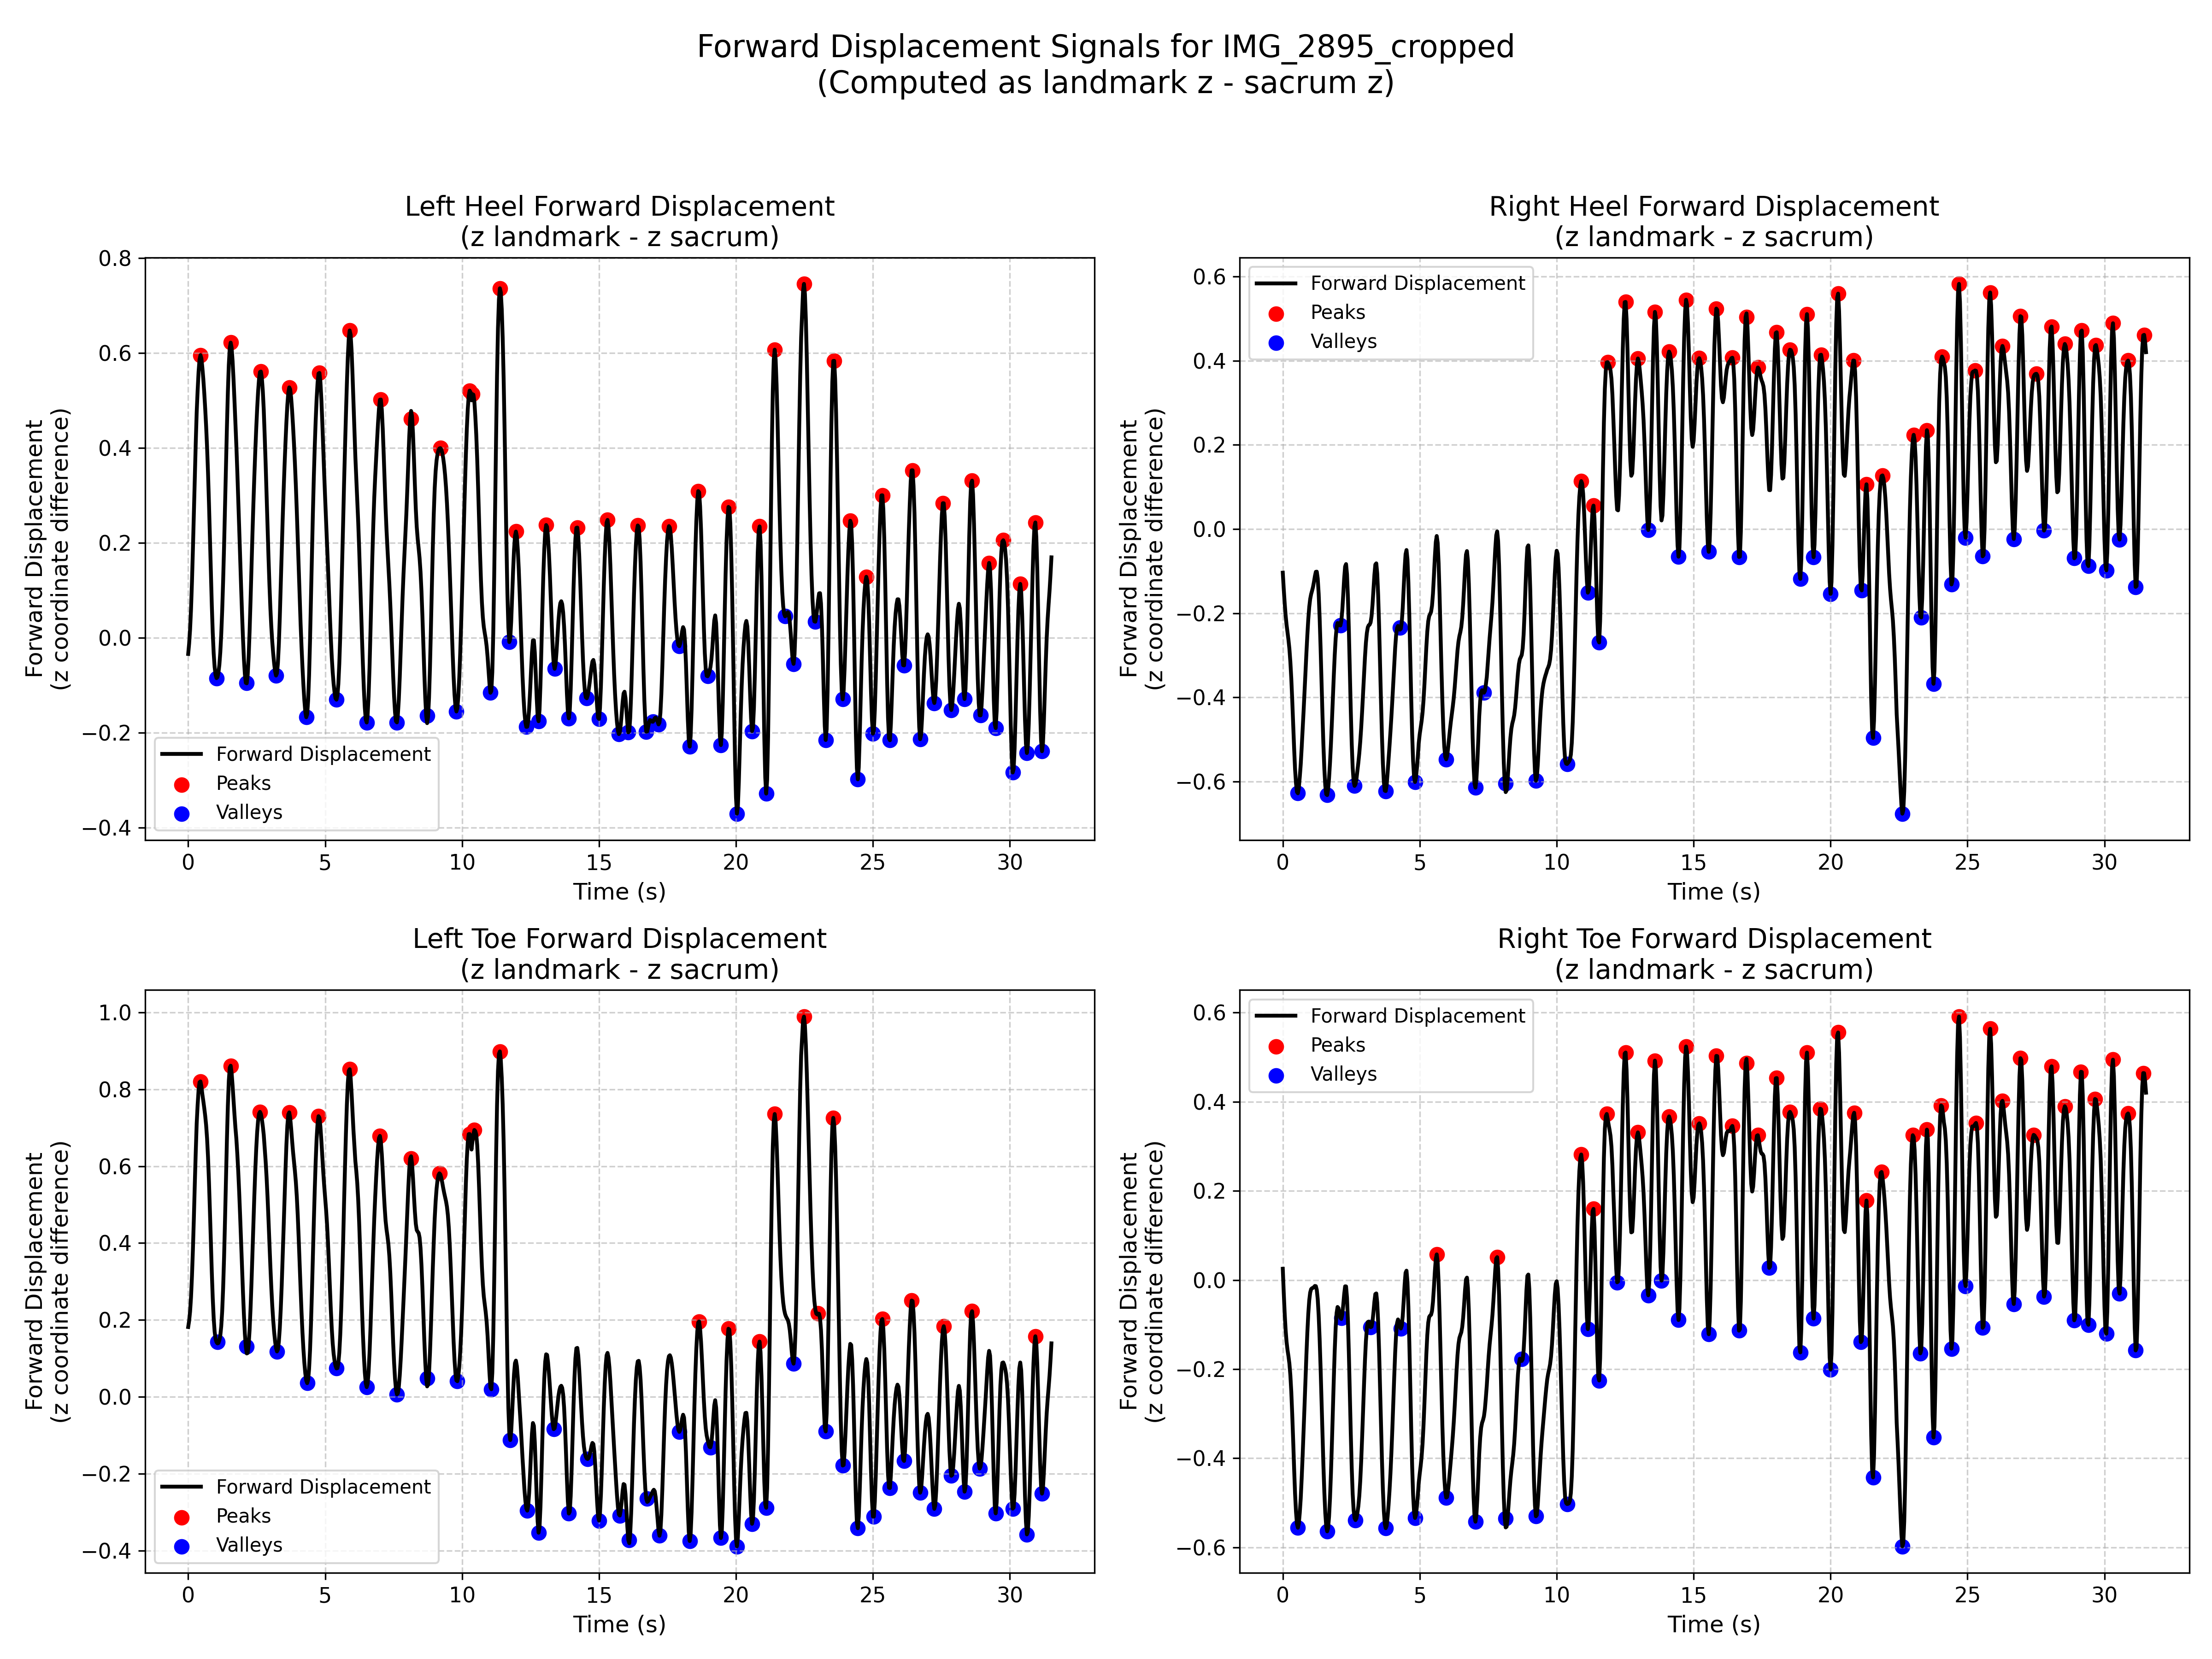 Forward Displacement Signals for IMG_2895_cropped
(Computed as landmark z - sacrum z)
Left Heel Forward Displacement
(z landmark - z sacrum)
Forward Displacement
(z coordinate difference)
0.8
0.6
0.4
0.2
0.0
−0.2
−0.4
Forward Displacement
Peaks
Valleys
0 5 10 15 20 25 30
Time (s)
Right Heel Forward Displacement
(z landmark - z sacrum)
Forward Displacement
(z coordinate difference)
0.6
0.4
0.2
0.0
−0.2
−0.4
−0.6
Forward Displacement
Peaks
Valleys
0 5 10 15 20 25 30
Time (s)
Left Toe Forward Displacement
(z landmark - z sacrum)
Forward Displacement
(z coordinate difference)
1.0
0.8
0.6
0.4
0.2
0.0
−0.2
−0.4
Forward Displacement
Peaks
Valleys
0 5 10 15 20 25 30
Time (s)
Right Toe Forward Displacement
(z landmark - z sacrum)
Forward Displacement
(z coordinate difference)
0.6
0.4
0.2
0.0
−0.2
−0.4
−0.6
Forward Displacement
Peaks
Valleys
0 5 10 15 20 25 30
Time (s)